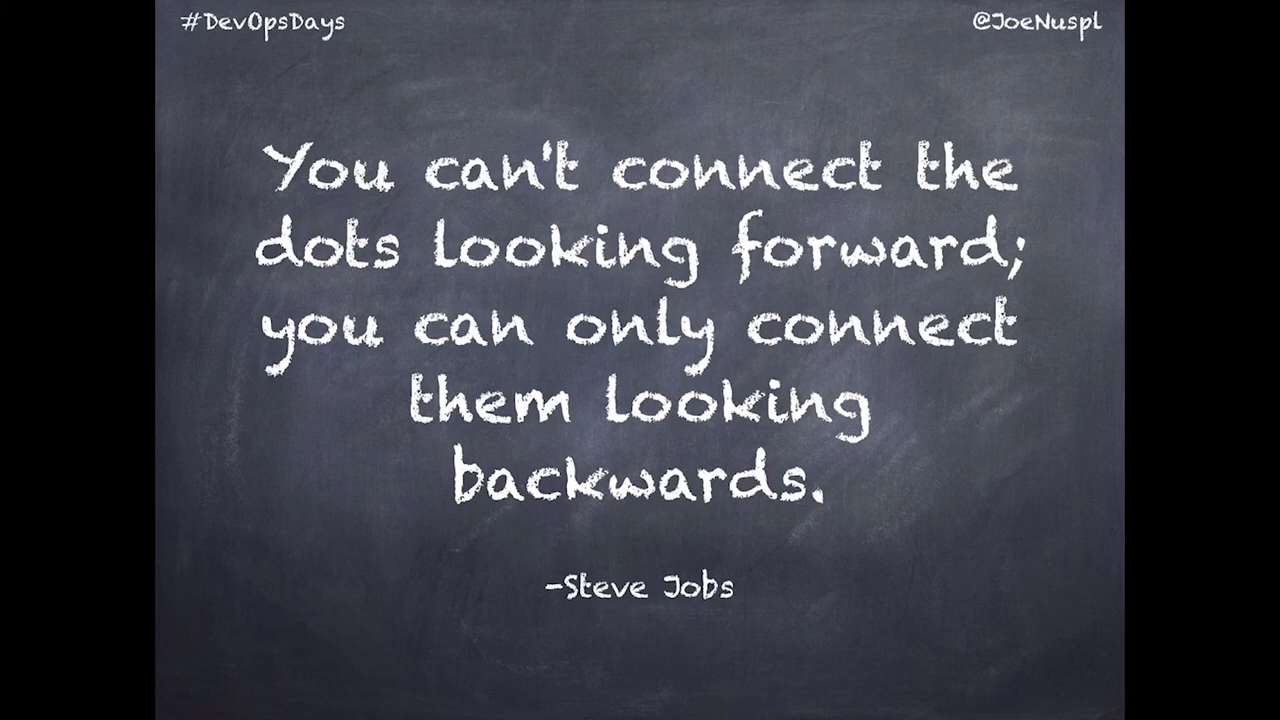 #DevOpsDays
@JoeNuspl
You can't connect the
dots looking forward;
you can only connect
them looking
backwards.
-Steve Jobs